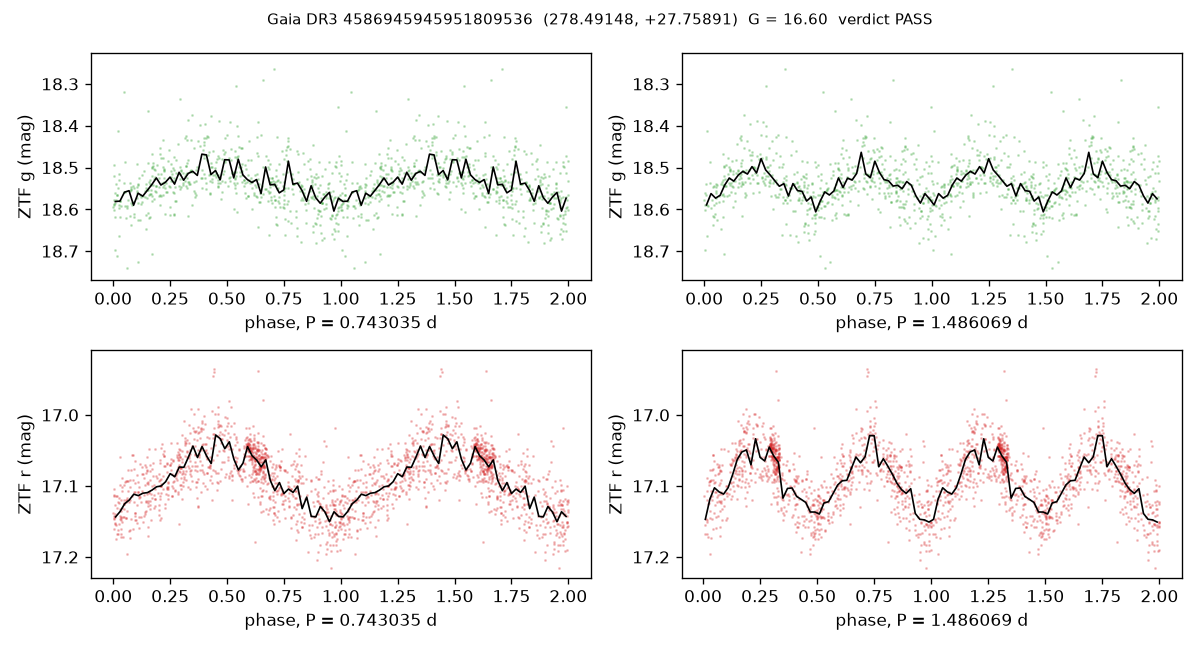 Gaia DR3 4586945945951809536 (278.49148, +27.75891) G = 16.60 verdict PASS
ZTF g (mag)
18.3
18.4
18.5
18.6
18.7
0.00 0.25 0.50 0.75 1.00 1.25 1.50 1.75 2.00
phase, P = 0.743035 d
ZTF g (mag)
18.3
18.4
18.5
18.6
18.7
0.00 0.25 0.50 0.75 1.00 1.25 1.50 1.75 2.00
phase, P = 1.486069 d
ZTF r (mag)
17.0
17.1
17.2
0.00 0.25 0.50 0.75 1.00 1.25 1.50 1.75 2.00
phase, P = 0.743035 d
ZTF r (mag)
17.0
17.1
17.2
0.00 0.25 0.50 0.75 1.00 1.25 1.50 1.75 2.00
phase, P = 1.486069 d